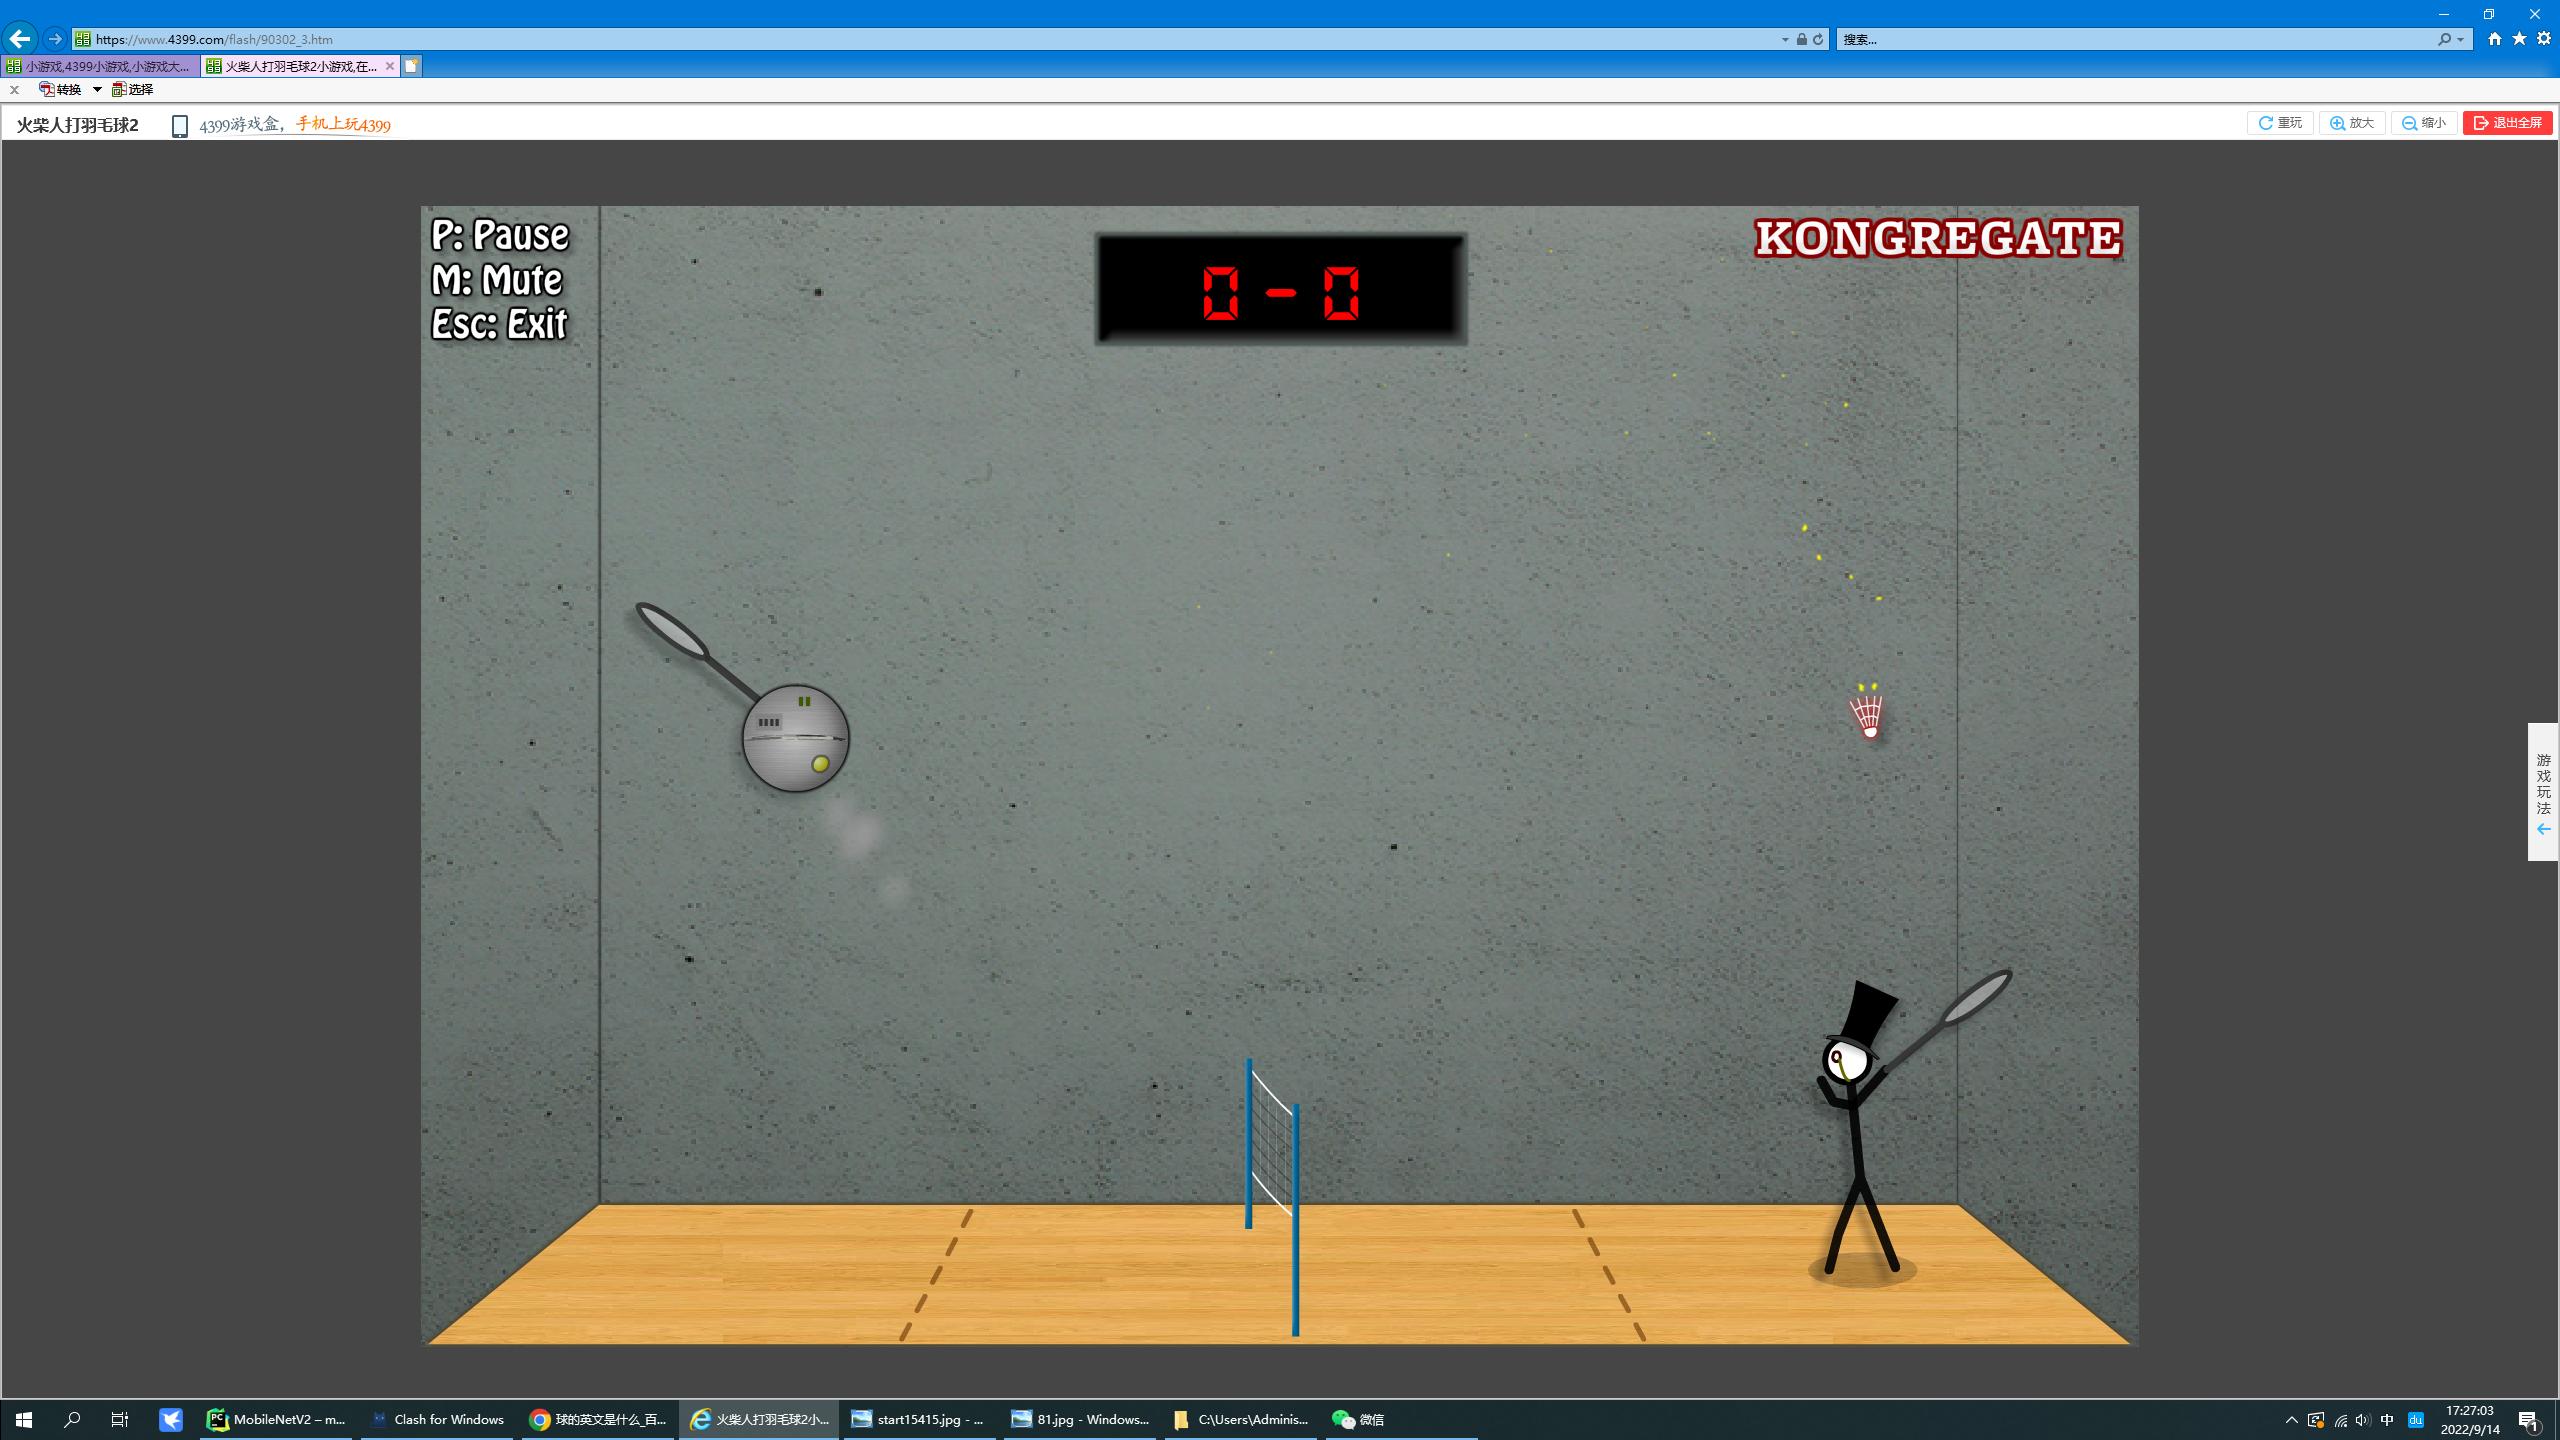 https://www.4399.com/flash/90302_3.htm
搜索...
小游戏,4399小游戏,小游戏大...
火柴人打羽毛球2小游戏,在...
转换
选择
火柴人打羽毛球2
4399游戏盒，手机上玩4399
重玩
放大
缩小
退出全屏
P: Pause
M: Mute
Esc: Exit
0-0
KONGREGATE
游戏玩法
MobileNetV2 – m...
Clash for Windows
球的英文是什么_百...
火柴人打羽毛球2小...
start15415.jpg - ...
81.jpg - Windows...
C:\Users\Adminis...
微信
中
du
17:27:03
2022/9/14
1